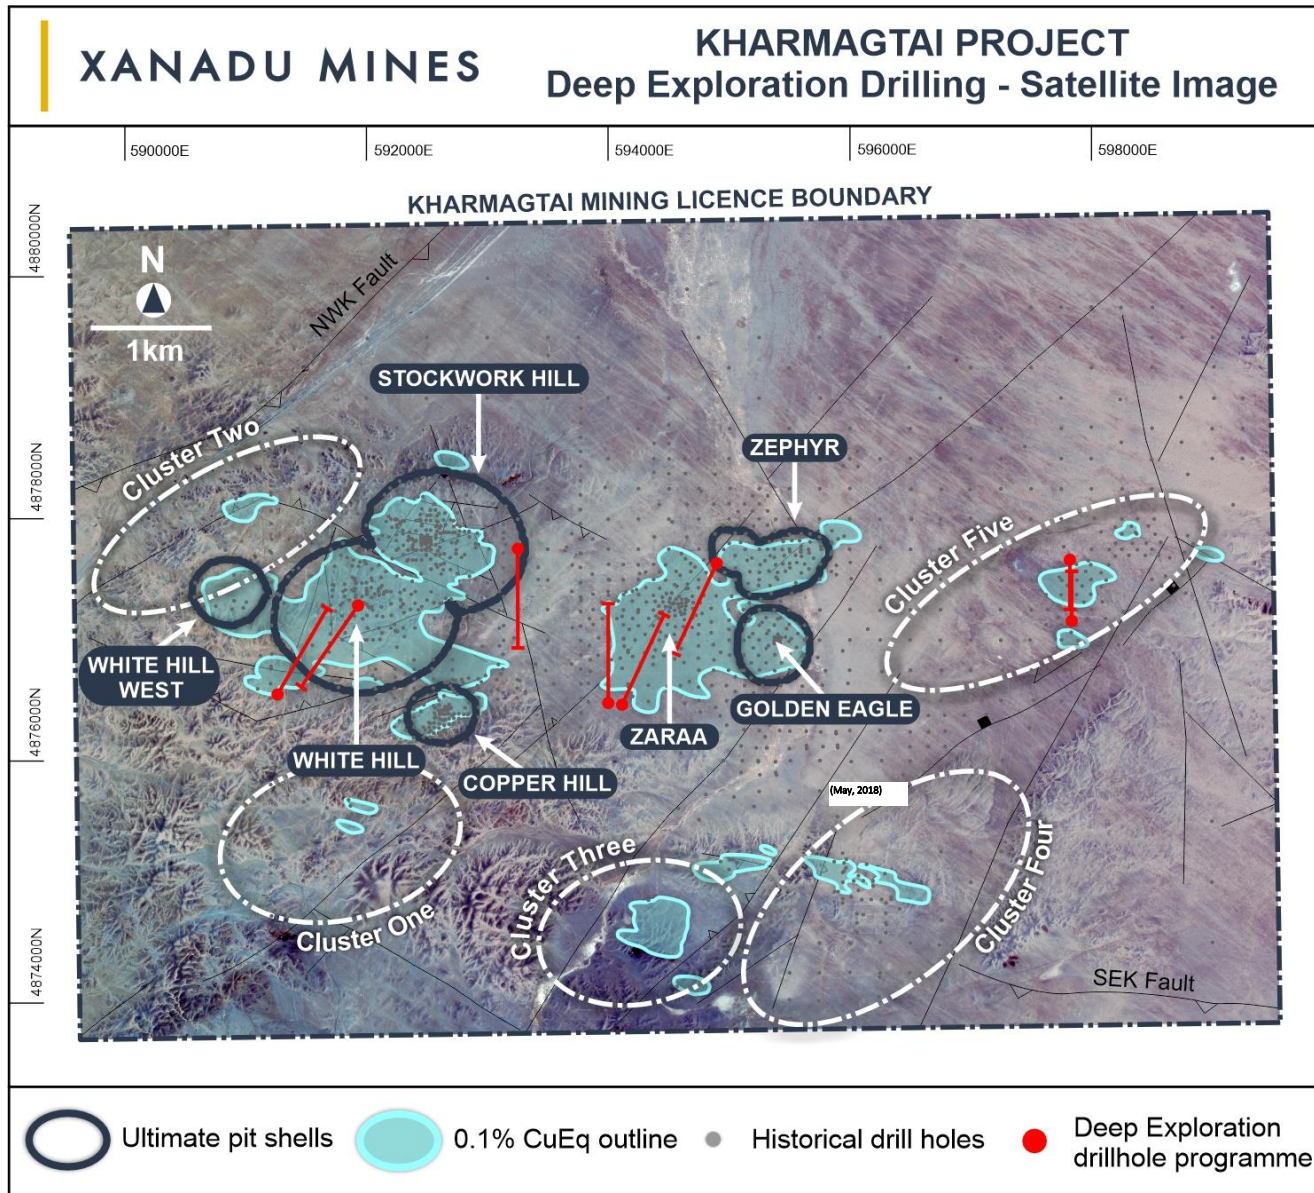 XANADU MINES
KHARMAGTAI PROJECT
Deep Exploration Drilling - Satellite Image
590000E
592000E
594000E
596000E
598000E
KHARMAGTAI MINING LICENCE BOUNDARY
4880000N
4878000N
4876000N
4874000N
N
1km
NWK Fault
STOCKWORK HILL
Cluster Two
ZEPHYR
Cluster Five
WHITE HILL
WEST
WHITE HILL
COPPER HILL
ZARAA
GOLDEN EAGLE
(May, 2018)
Cluster One
Cluster Three
Cluster Four
SEK Fault
Ultimate pit shells
0.1% CuEq outline
Historical drill holes
Deep Exploration
drillhole programme